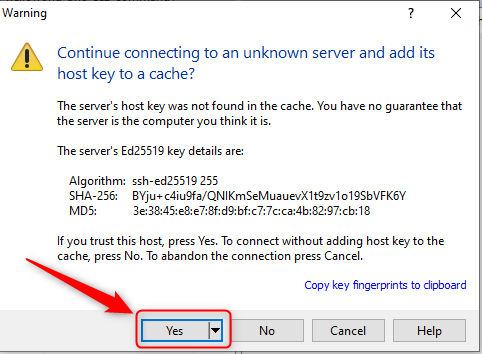 Warning
?
Continue connecting to an unknown server and add its
host key to a cache?
The server's host key was not found in the cache. You have no guarantee that
the server is the computer you think it is.
The server's Ed25519 key details are:
Algorithm: ssh-ed25519 255
SHA-256: BYju+c4iu9fa/QNlKmSeMuauevX1t9zv1o19SbVFK6Y
MD5: 3e:38:45:e8:e7:8f:d9:bf:c7:7c:ca:4b:82:97:cb:18
If you trust this host, press Yes. To connect without adding host key to the
cache, press No. To abandon the connection press Cancel.
Copy key fingerprints to clipboard
Yes
No
Cancel
Help